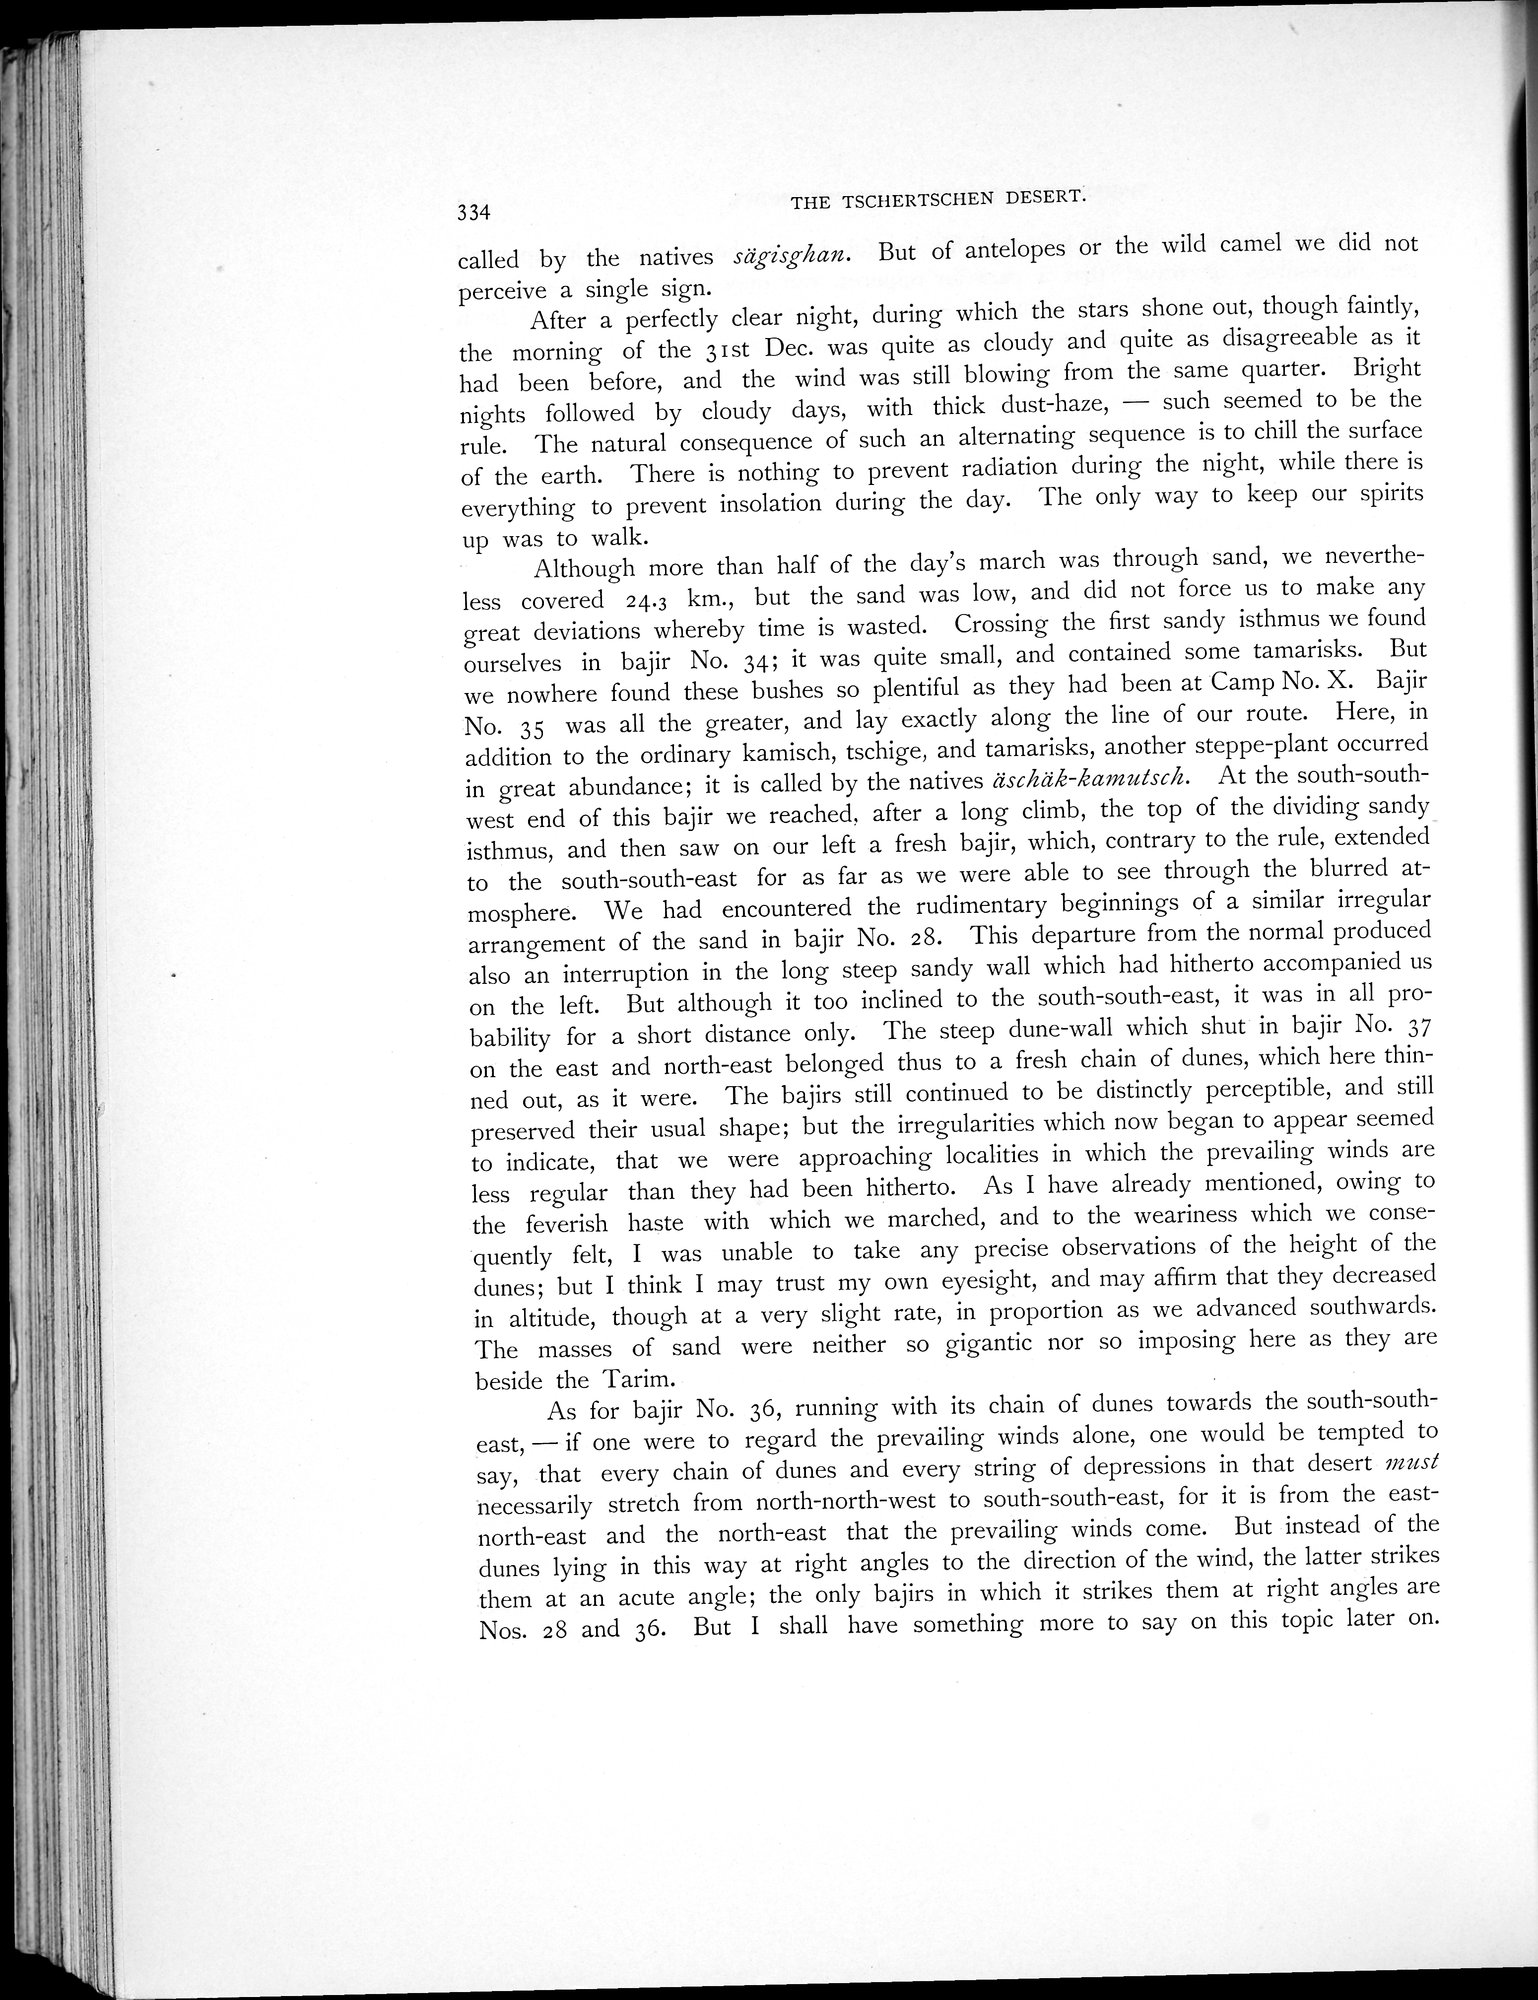 334 THE TSCHERTSCHEN DESERT.
called by the natives sägisghan. But of antelopes or the wild camel we did not
perceive a single sign.
After a perfectly clear night, during which the stars shone out, though faintly,
the morning of the 31st Dec. was quite as cloudy and quite as disagreeable as it
had been before, and the wind was still blowing from the same quarter. Bright
nights followed by cloudy days, with thick dust-haze, — such seemed to be the
rule. The natural consequence of such an alternating sequence is to chill the surface
of the earth. There is nothing to prevent radiation during the night, while there is
everything to prevent insolation during the day. The only way to keep our spirits
up was to walk.
Although more than half of the day's march was through sand, we neverthe-
less covered 24.3 km., but the sand was low, and did not force us to make any
great deviations whereby time is wasted. Crossing the first sandy isthmus we found
ourselves in bajir No. 34; it was quite small, and contained some tamarisks. But
we nowhere found these bushes so plentiful as they had been at Camp No. X. Bajir
No. 35 was all the greater, and lay exactly along the line of our route. Here, in
addition to the ordinary kamisch, tschige, and tamarisks, another steppe-plant occurred
in great abundance; it is called by the natives äschäk-kamutsch. At the south-south-
west end of this bajir we reached, after a long climb, the top of the dividing sandy
isthmus, and then saw on our left a fresh bajir, which, contrary to the rule, extended
to the south-south-east for as far as we were able to see through the blurred at-
mosphere. We had encountered the rudimentary beginnings of a similar irregular
arrangement of the sand in bajir No. 28. This departure from the normal produced
also an interruption in the long steep sandy wall which had hitherto accompanied us
on the left. But although it too inclined to the south-south-east, it was in all pro-
bability for a short distance only. The steep dune-wall which shut in bajir No. 37
on the east and north-east belonged thus to a fresh chain of dunes, which here thin-
ned out, as it were. The bajirs still continued to be distinctly perceptible, and still
preserved their usual shape; but the irregularities which now began to appear seemed
to indicate, that we were approaching localities in which the prevailing winds are
less regular than they had been hitherto. As I have already mentioned, owing to
the feverish haste with which we marched, and to the weariness which we conse-
quently felt, I was unable to take any precise observations of the height of the
dunes; but I think I may trust my own eyesight, and may affirm that they decreased
in altitude, though at a very slight rate, in proportion as we advanced southwards.
The masses of sand were neither so gigantic nor so imposing here as they are
beside the Tarim.
As for bajir No. 36, running with its chain of dunes towards the south-south-
east, — if one were to regard the prevailing winds alone, one would be tempted to
say, that every chain of dunes and every string of depressions in that desert must
necessarily stretch from north-north-west to south-south-east, for it is from the east-
north-east and the north-east that the prevailing winds come. But instead of the
dunes lying in this way at right angles to the direction of the wind, the latter strikes
them at an acute angle; the only bajirs in which it strikes them at right angles are
Nos. 28 and 36. But I shall have something more to say on this topic later on.